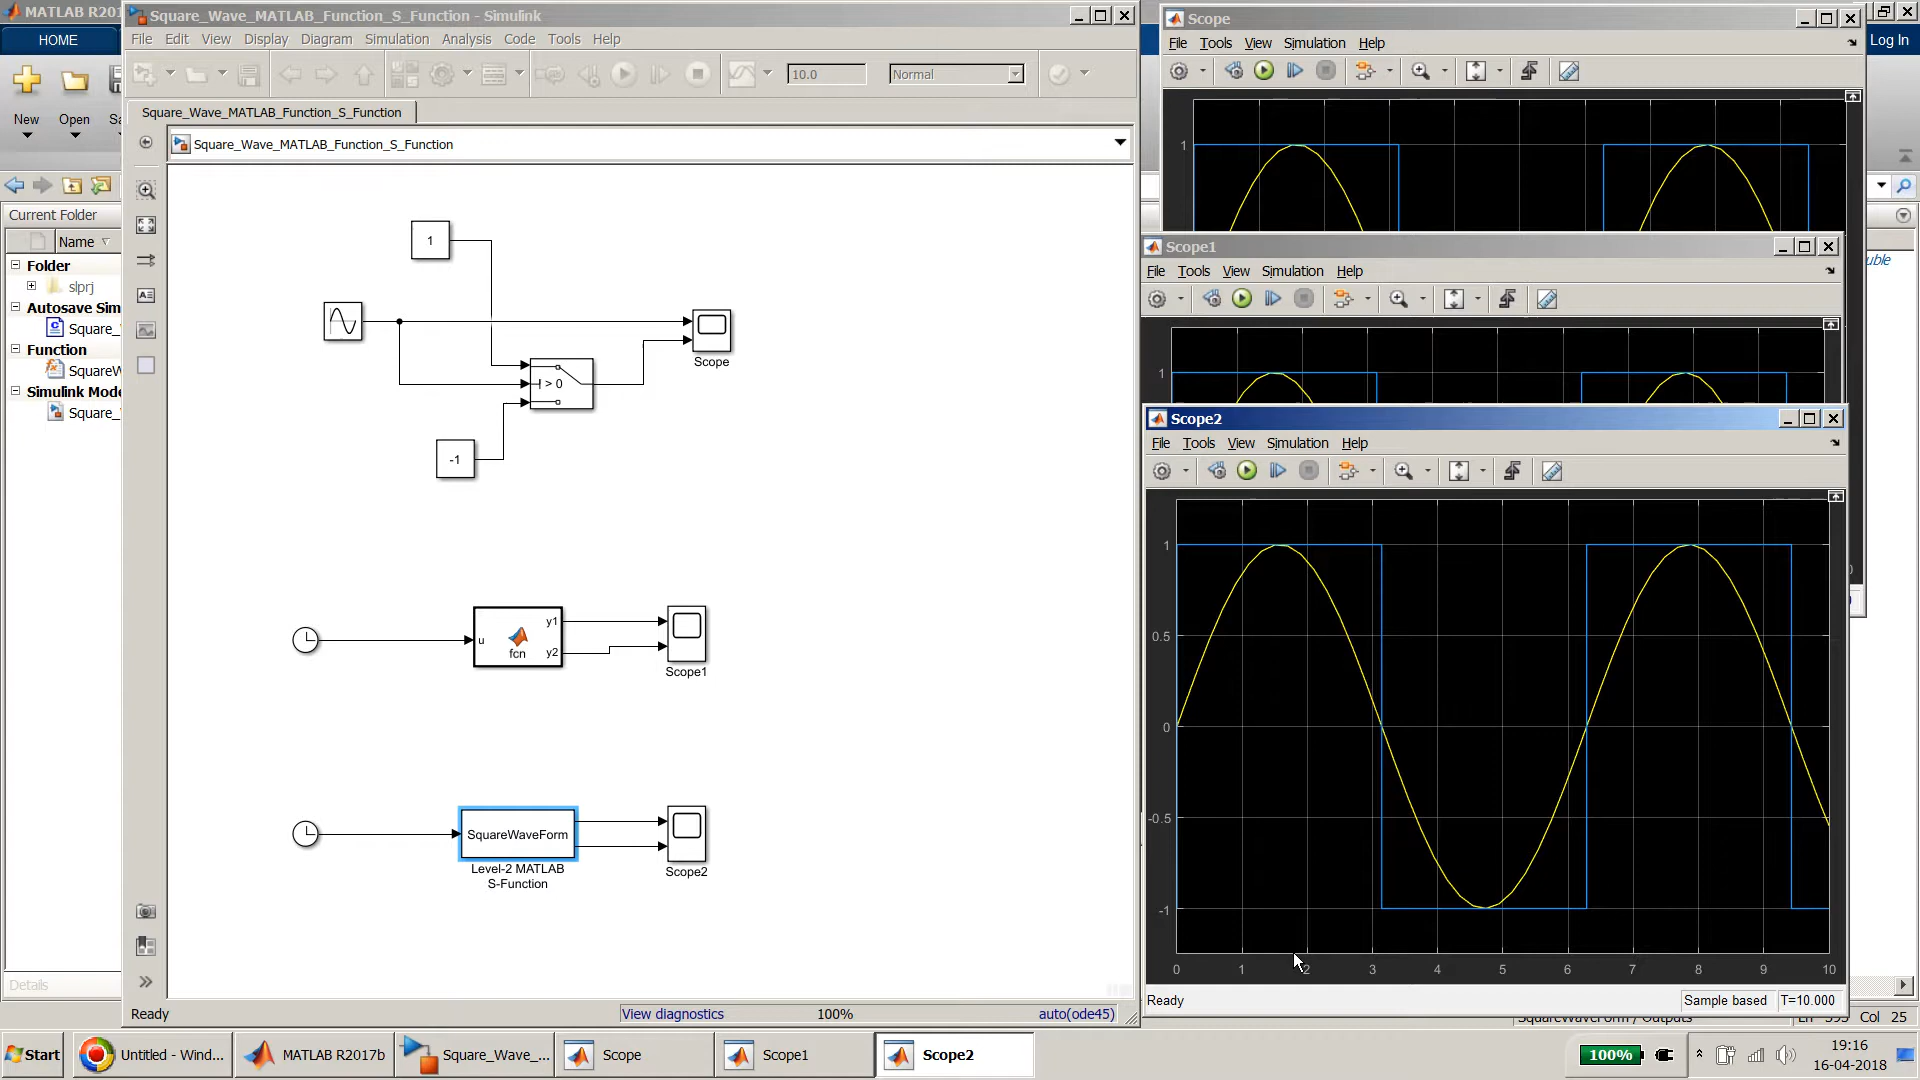 MATLAB R201
HOME
New
Open
Sa
Current Folder
Name
Folder
slprj
Autosave Sim
Square_
Function
SquareW
Simulink Mode
Square_
Details
Square_Wave_MATLAB_Function_S_Function - Simulink
File Edit View Display Diagram Simulation Analysis Code Tools Help
10.0
Normal
Square_Wave_MATLAB_Function_S_Function
Square_Wave_MATLAB_Function_S_Function
1
> 0
-1
Scope
u
fcn
y1
y2
Scope1
SquareWaveForm
Level-2 MATLAB
S-Function
Scope2
Ready
View diagnostics
100%
auto(ode45)
Scope
File Tools View Simulation Help
1
Scope1
File Tools View Simulation Help
1
Scope2
File Tools View Simulation Help
1
0.5
0
-0.5
-1
0 1 2 3 4 5 6 7 8 9 10
Ready
Sample based
T=10.000
Log In
uble
Col 25
Start
Untitled - Wind...
MATLAB R2017b
Square_Wave_...
Scope
Scope1
Scope2
100%
19:16
16-04-2018